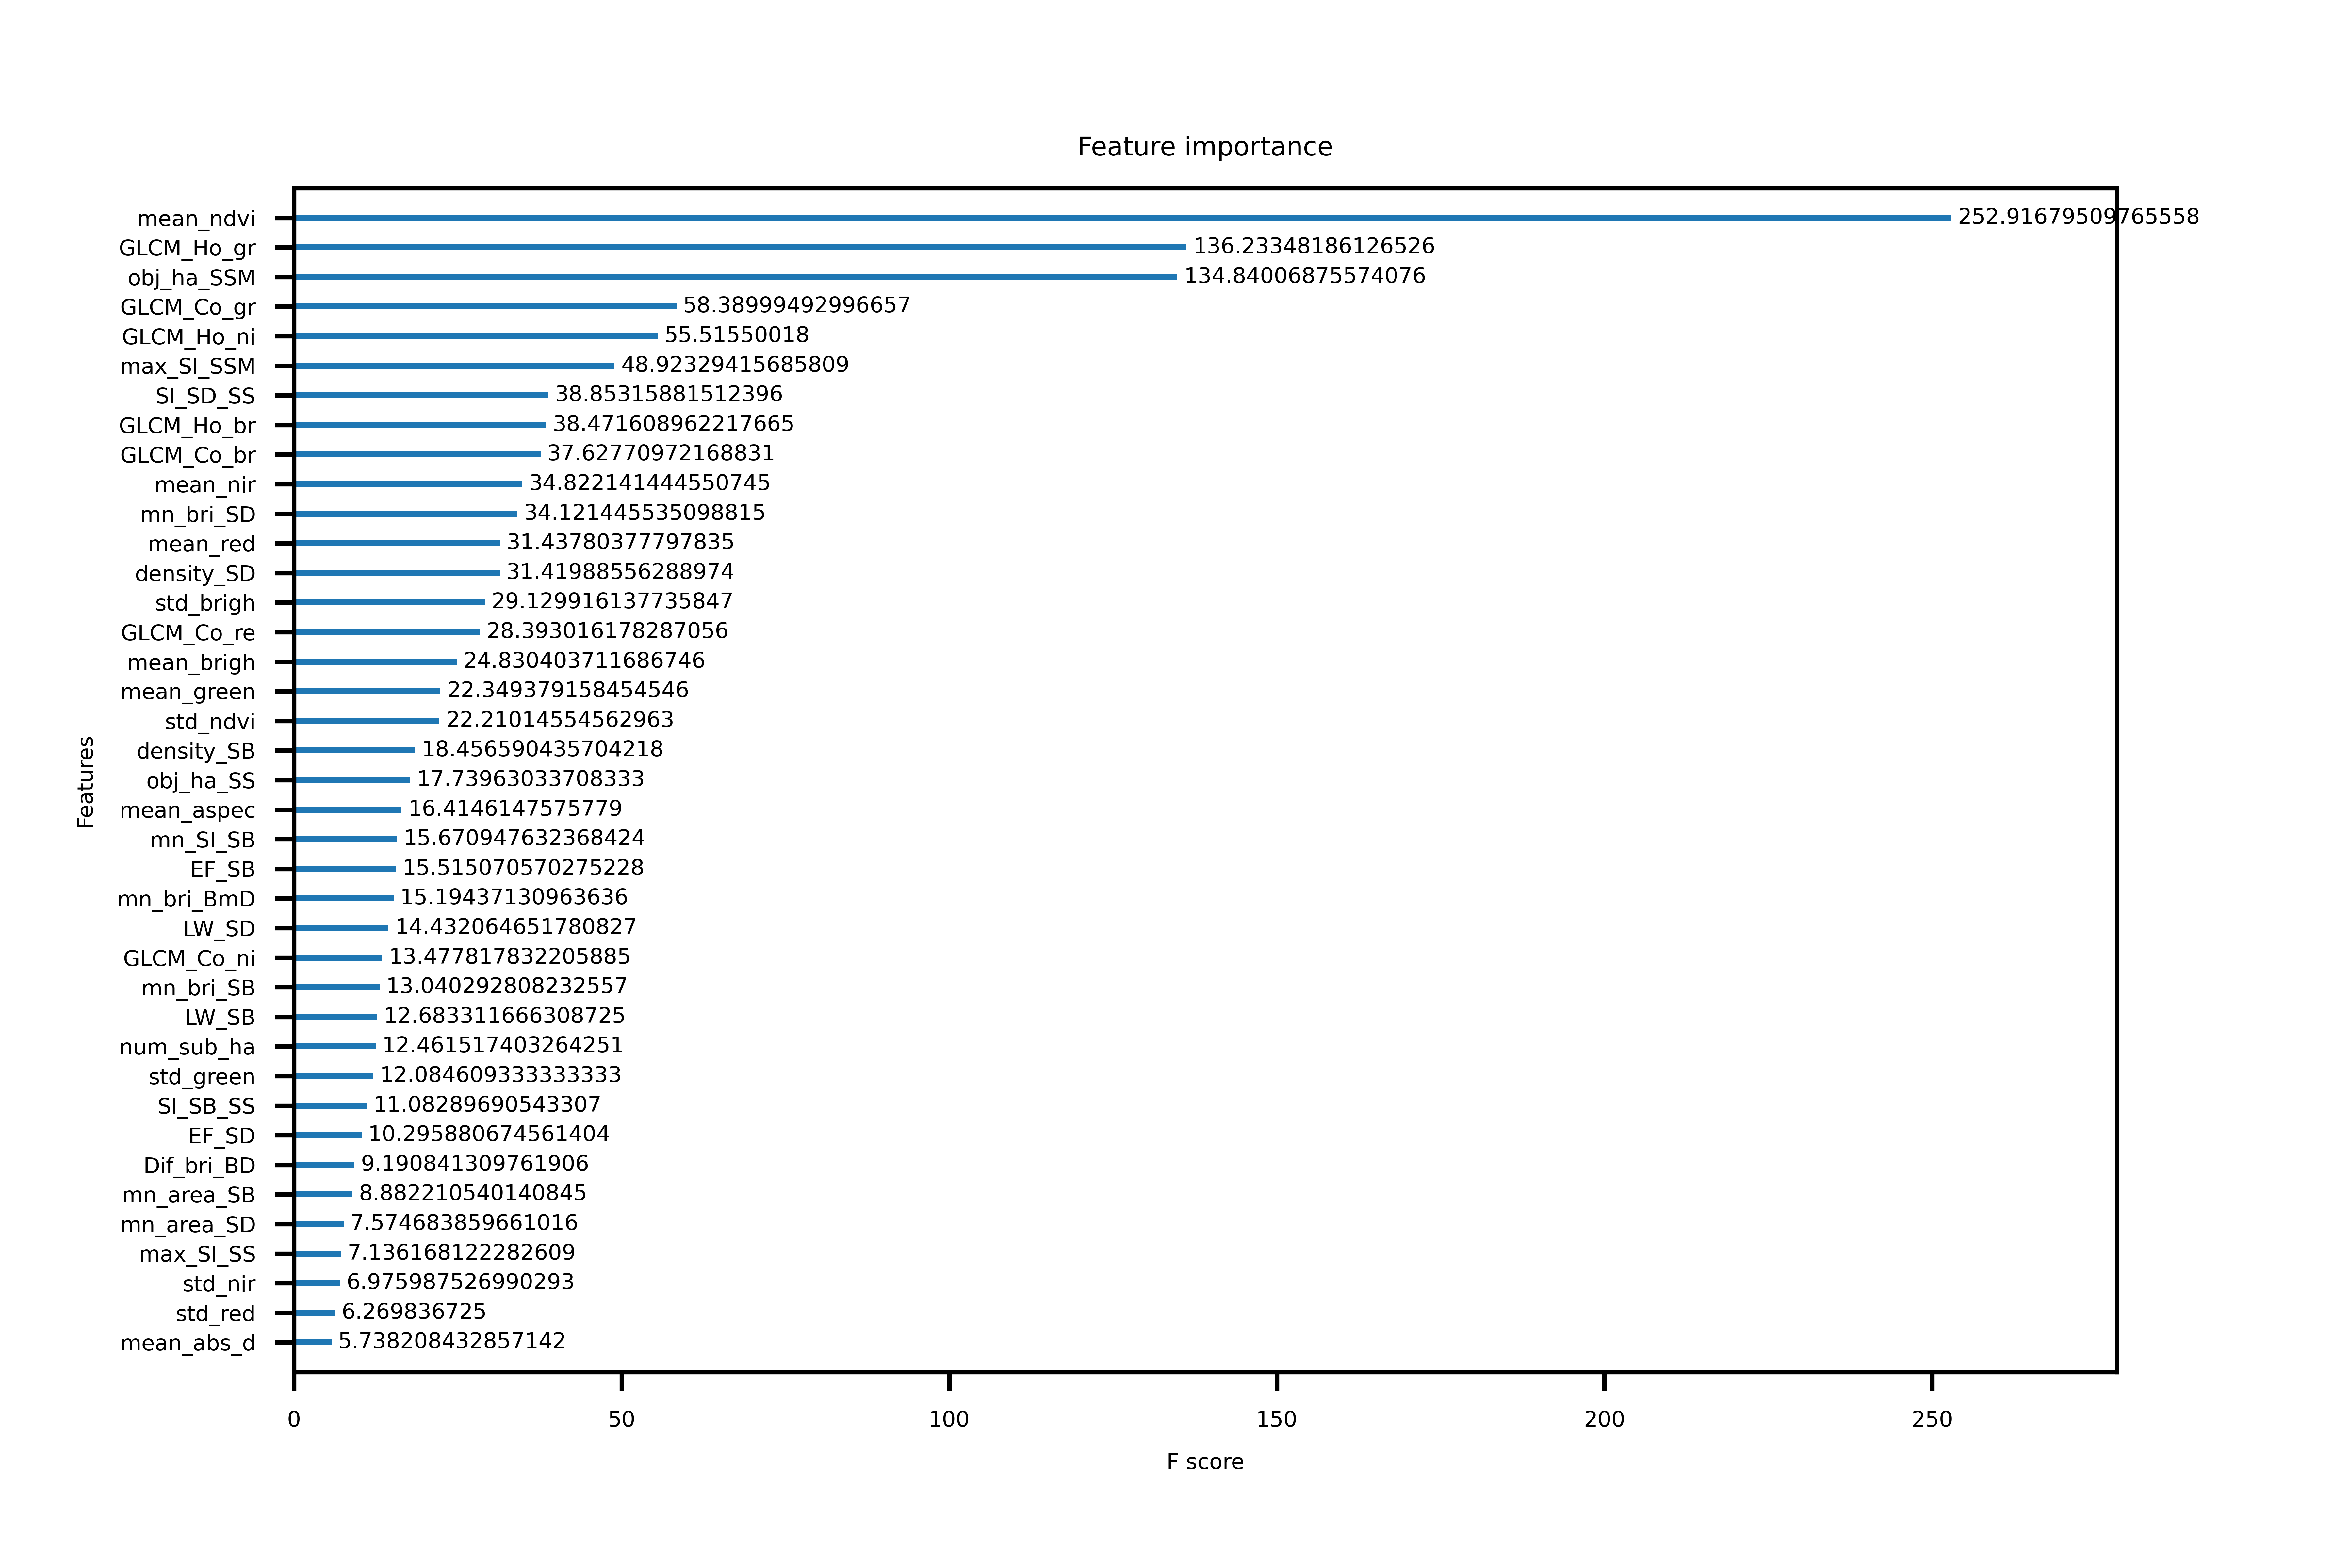 Feature importance
mean_ndvi 252.91679509765558
GLCM_Ho_gr 136.23348186126526
obj_ha_SSM 134.84006875574076
GLCM_Co_gr 58.38999492996657
GLCM_Ho_ni 55.51550018
max_SI_SSM 48.92329415685809
SI_SD_SS 38.85315881512396
GLCM_Ho_br 38.471608962217665
GLCM_Co_br 37.62770972168831
mean_nir 34.822141444550745
mn_bri_SD 34.121445535098815
mean_red 31.43780377797835
density_SD 31.41988556288974
std_brigh 29.129916137735847
GLCM_Co_re 28.393016178287056
mean_brigh 24.830403711686746
mean_green 22.349379158454546
std_ndvi 22.21014554562963
density_SB 18.456590435704218
obj_ha_SS 17.73963033708333
mean_aspec 16.4146147575779
mn_SI_SB 15.670947632368424
EF_SB 15.515070570275228
mn_bri_BmD 15.19437130963636
LW_SD 14.432064651780827
GLCM_Co_ni 13.477817832205885
mn_bri_SB 13.040292808232557
LW_SB 12.683311666308725
num_sub_ha 12.461517403264251
std_green 12.084609333333333
SI_SB_SS 11.08289690543307
EF_SD 10.295880674561404
Dif_bri_BD 9.190841309761906
mn_area_SB 8.882210540140845
mn_area_SD 7.574683859661016
max_SI_SS 7.136168122282609
std_nir 6.975987526990293
std_red 6.269836725
mean_abs_d 5.738208432857142
Features
0 50 100 150 200 250
F score